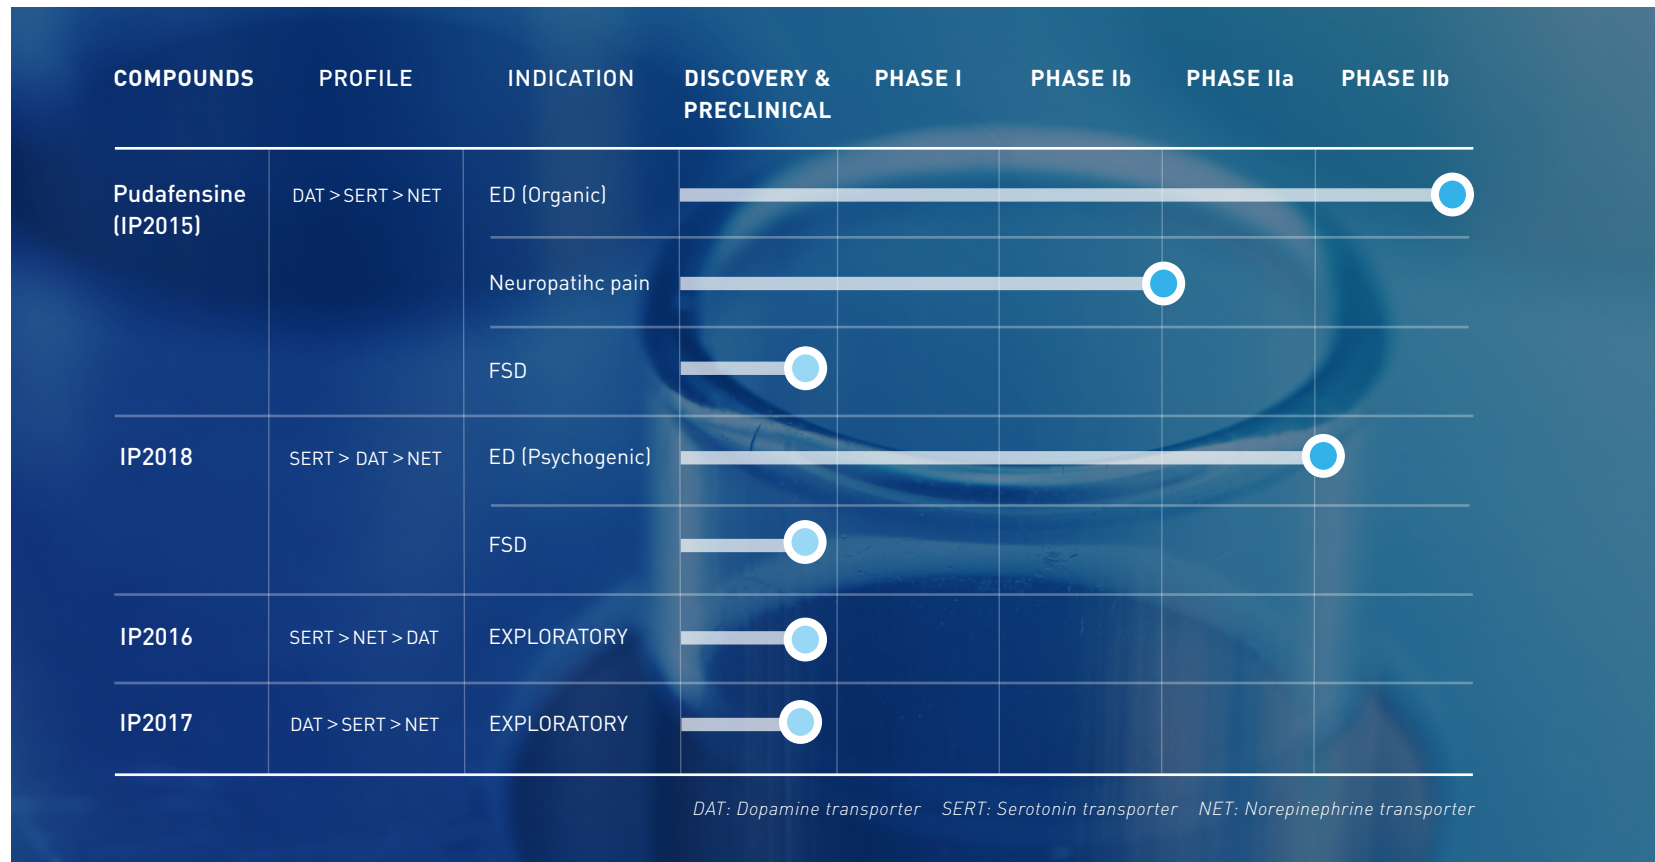 COMPOUNDS PROFILE INDICATION DISCOVERY & PRECLINICAL PHASE I PHASE Ib PHASE IIa PHASE IIb
Pudafensine (IP2015) DAT > SERT > NET ED (Organic)
Neuropatihc pain
FSD
IP2018 SERT > DAT > NET ED (Psychogenic)
FSD
IP2016 SERT > NET > DAT EXPLORATORY
IP2017 DAT > SERT > NET EXPLORATORY
DAT: Dopamine transporter SERT: Serotonin transporter NET: Norepinephrine transporter